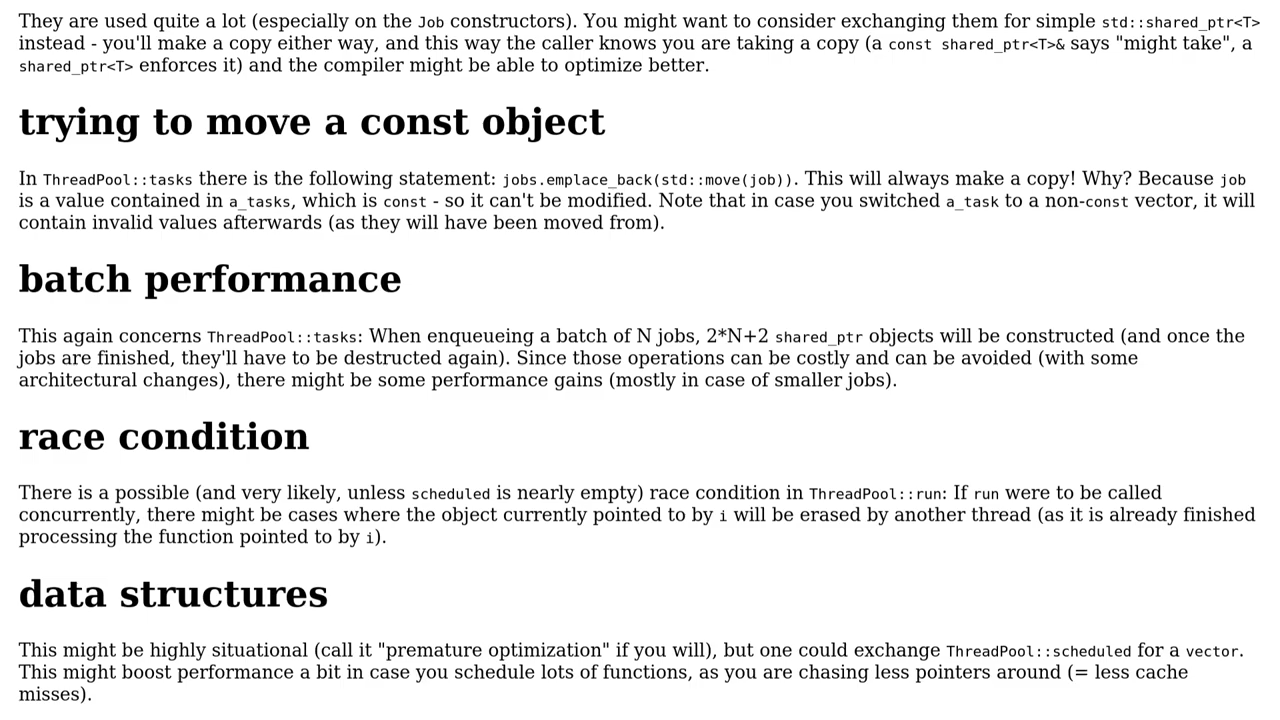 They are used quite a lot (especially on the Job constructors). You might want to consider exchanging them for simple std::shared_ptr<T>
instead - you'll make a copy either way, and this way the caller knows you are taking a copy (a const shared_ptr<T>& says "might take", a
shared_ptr<T> enforces it) and the compiler might be able to optimize better.
trying to move a const object
In ThreadPool::tasks there is the following statement: jobs.emplace_back(std::move(job)). This will always make a copy! Why? Because job
is a value contained in a_tasks, which is const - so it can't be modified. Note that in case you switched a_task to a non-const vector, it will
contain invalid values afterwards (as they will have been moved from).
batch performance
This again concerns ThreadPool::tasks: When enqueueing a batch of N jobs, 2*N+2 shared_ptr objects will be constructed (and once the
jobs are finished, they'll have to be destructed again). Since those operations can be costly and can be avoided (with some
architectural changes), there might be some performance gains (mostly in case of smaller jobs).
race condition
There is a possible (and very likely, unless scheduled is nearly empty) race condition in ThreadPool::run: If run were to be called
concurrently, there might be cases where the object currently pointed to by i will be erased by another thread (as it is already finished
processing the function pointed to by i).
data structures
This might be highly situational (call it "premature optimization" if you will), but one could exchange ThreadPool::scheduled for a vector.
This might boost performance a bit in case you schedule lots of functions, as you are chasing less pointers around (= less cache
misses).